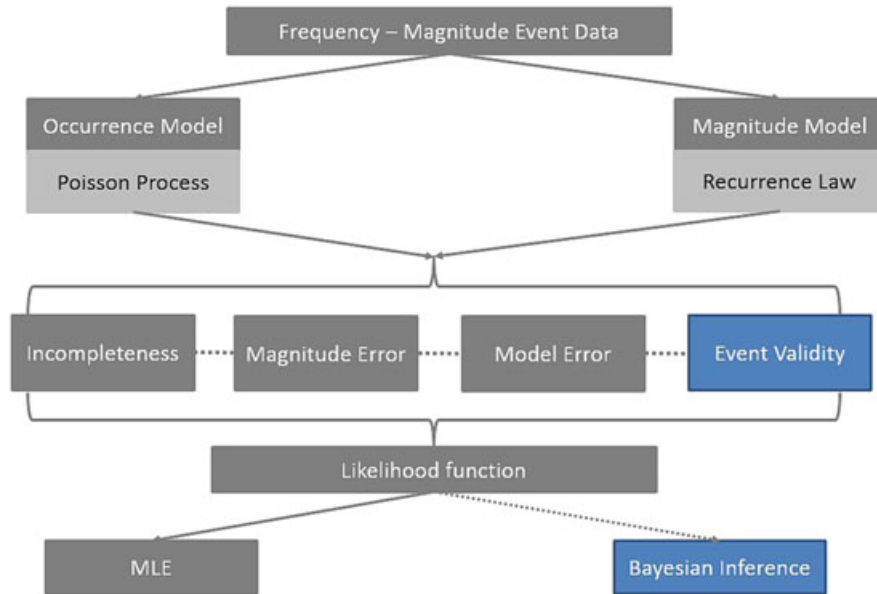 Frequency – Magnitude Event Data
Occurrence Model
Magnitude Model
Poisson Process
Recurrence Law
Incompleteness
Magnitude Error
Model Error
Event Validity
Likelihood function
MLE
Bayesian Inference